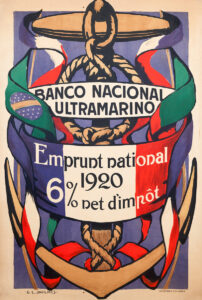 BANCO NACIONAL
ULTRAMARINO
Emprunt national
1920
6% net d'impôt